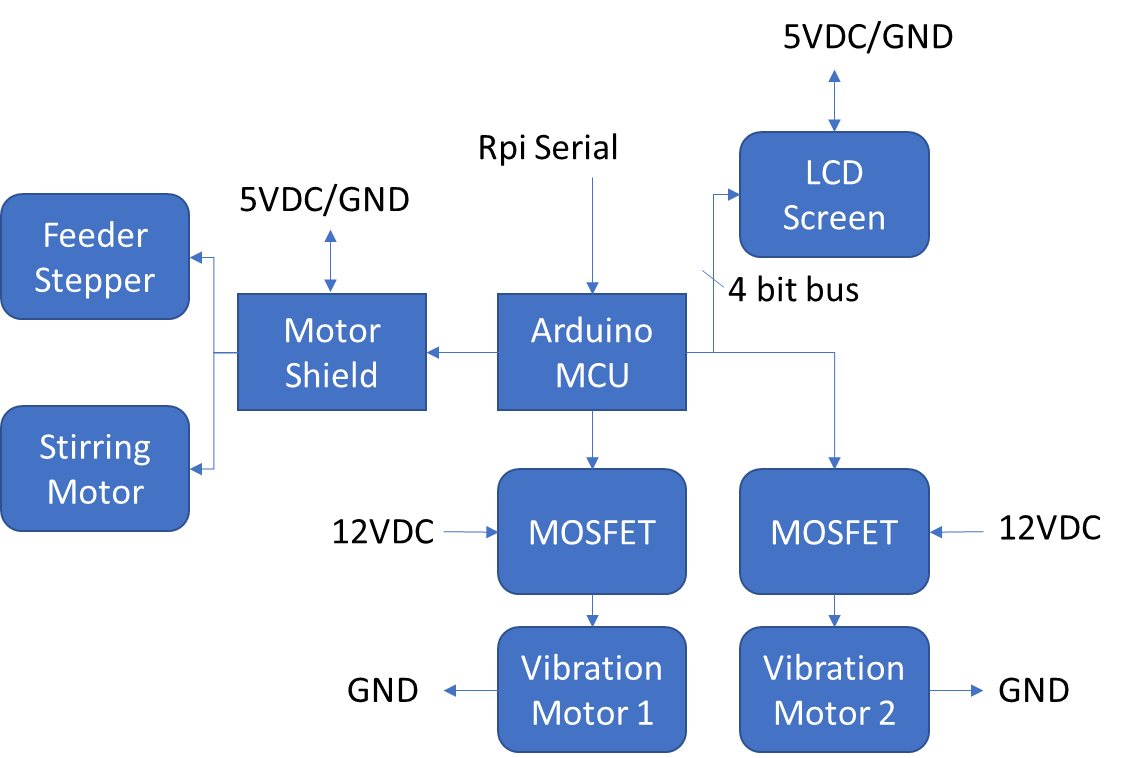 5VDC/GND
Rpi Serial
LCD
Screen
5VDC/GND
Feeder
Stepper
4 bit bus
Motor
Shield
Arduino
MCU
Stirring
Motor
12VDC
MOSFET
MOSFET
12VDC
GND
Vibration
Motor 1
Vibration
Motor 2
GND